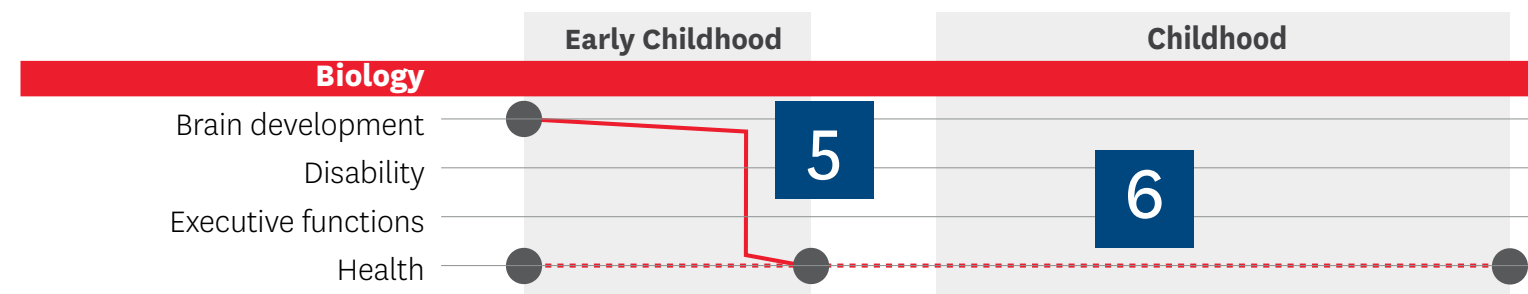 Early Childhood
Childhood
Biology
Brain development
5
Disability
6
Executive functions
Health